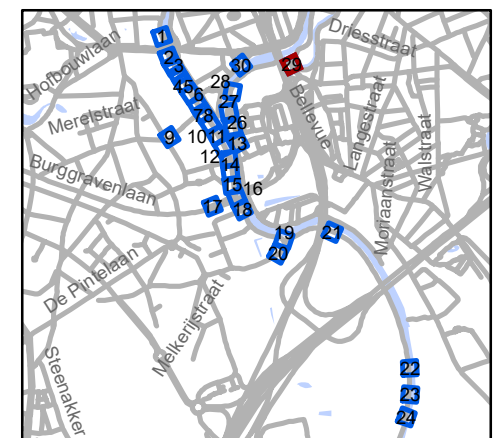 1
Driesstraat
Hofbouwlaan
2
3
30
29
4
5
6
28
Bellevue
27
Merelstraat
7
8
26
Langestraat
Walstraat
9
10
11
13
12
14
Burggravenlaan
15
16
Moriaanstraat
17
18
19
21
20
De Pintelaan
Melkerijstraat
Steenakker
22
23
24